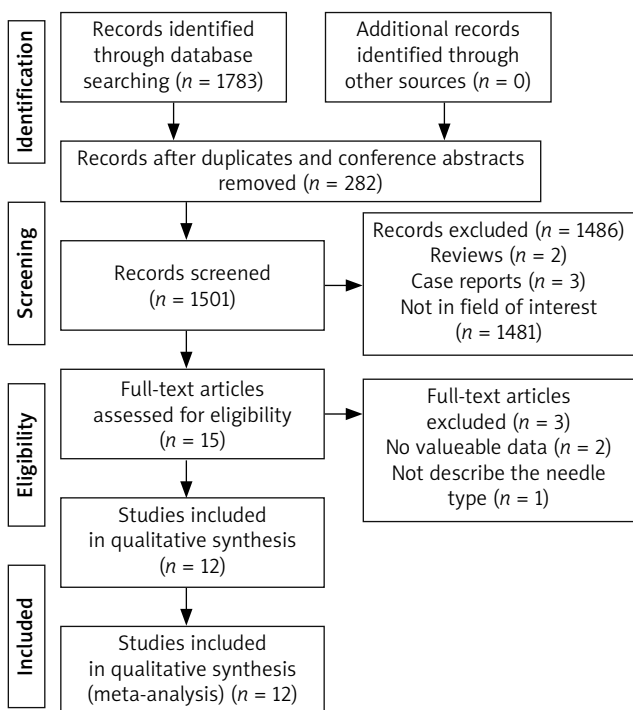 Identification
Records identified
through database
searching (n = 1783)
Additional records
identified through
other sources (n = 0)
Records after duplicates and conference abstracts
removed (n = 282)
Screening
Records screened
(n = 1501)
Records excluded (n = 1486)
Reviews (n = 2)
Case reports (n = 3)
Not in field of interest
(n = 1481)
Eligibility
Full-text articles
assessed for eligibility
(n = 15)
Full-text articles
excluded (n = 3)
No valueable data (n = 2)
Not describe the needle
type (n = 1)
Studies included
in qualitative synthesis
(n = 12)
Included
Studies included
in qualitative synthesis
(meta-analysis) (n = 12)